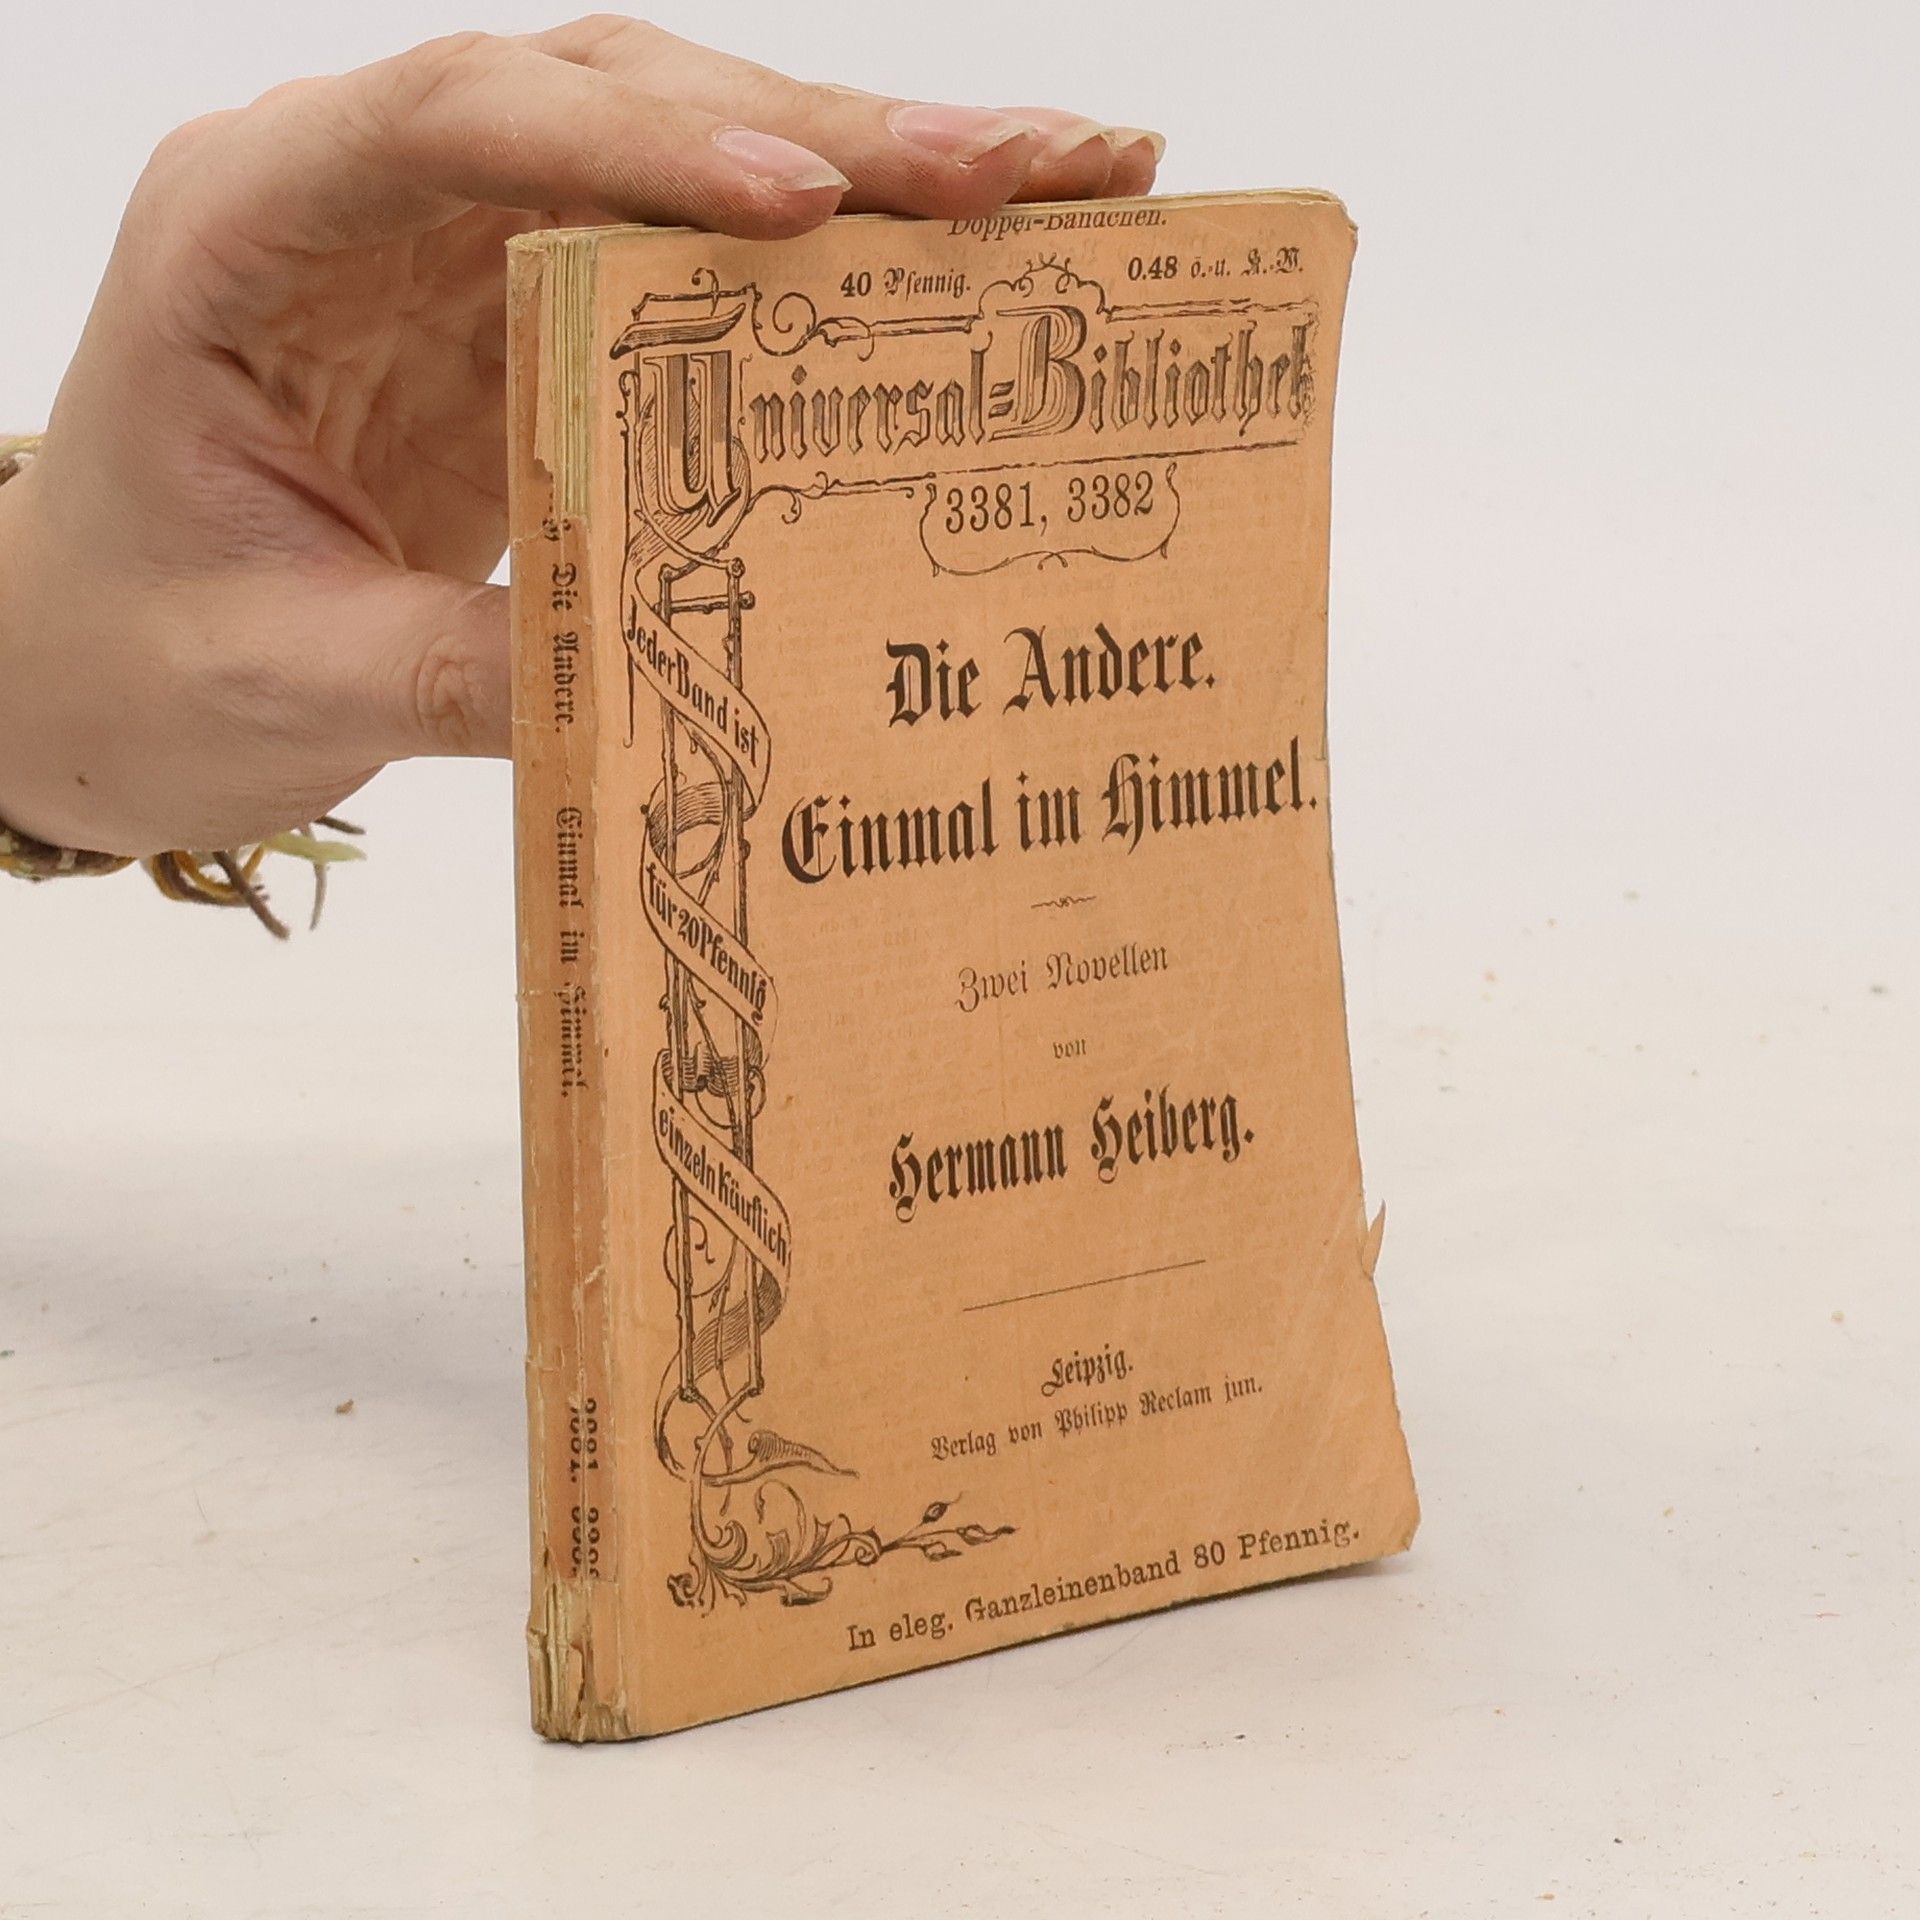 Doppel-Bändchen.
40 Pfennig. 0.48 ö.-u. K.-W.
Universal-Bibliothek
3381, 3382
Jeder Band ist
für 20 Pfennig
einzeln käuflich
Die Andere.
Einmal im Himmel.
Zwei Novellen
von
Hermann Heiberg.
Leipzig.
Verlag von Philipp Reclam jun.
In eleg. Ganzleinenband 80 Pfennig.
Die Andere. Einmal im Himmel.